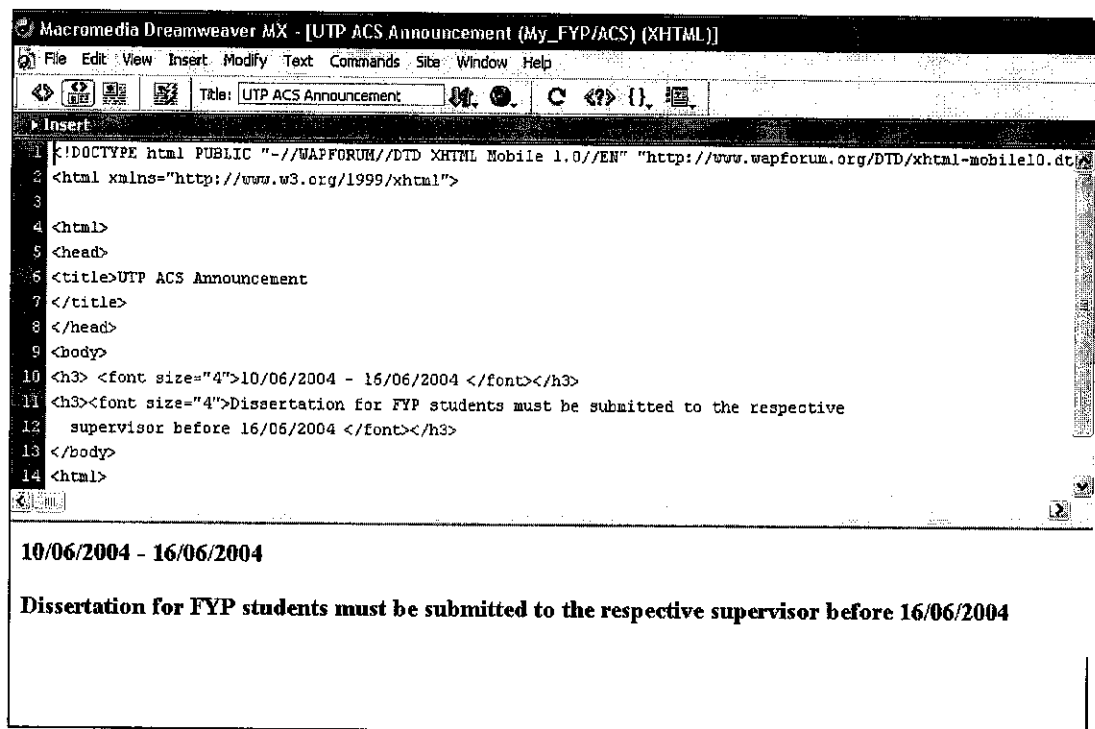 Macromedia Dreamweaver MX - [UTP ACS Announcement (My_FYP/ACS) (XHTML)]
File Edit View Insert Modify Text Commands Site Window Help
Title: UTP ACS Announcement
Insert
1 <!DOCTYPE html PUBLIC "-//WAPFORUM//DTD XHTML Mobile 1.0//EN" "http://www.wapforum.org/DTD/xhtml-mobile10.dt
2 <html xmlns="http://www.w3.org/1999/xhtml">
3
4 <html>
5 <head>
6 <title>UTP ACS Announcement
7 </title>
8 </head>
9 <body>
10 <h3> <font size="4">10/06/2004 - 16/06/2004 </font></h3>
11 <h3><font size="4">Dissertation for FYP students must be submitted to the respective
12 supervisor before 16/06/2004 </font></h3>
13 </body>
14 <html>
10/06/2004 - 16/06/2004
Dissertation for FYP students must be submitted to the respective supervisor before 16/06/2004